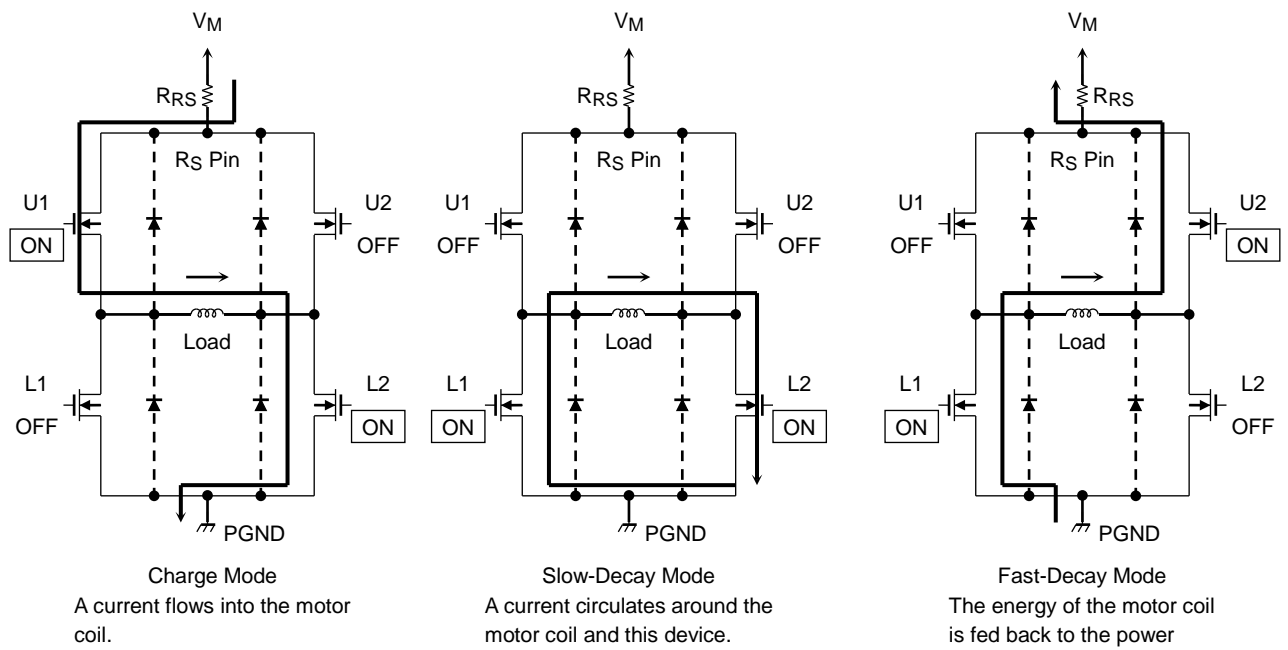 VM
RRS
RS Pin
U1
ON
U2
OFF
Load
L1
OFF
L2
ON
PGND
Charge Mode
A current flows into the motor
coil.
VM
RRS
RS Pin
U1
OFF
U2
OFF
Load
L1
ON
L2
ON
PGND
Slow-Decay Mode
A current circulates around the
motor coil and this device.
VM
RRS
RS Pin
U1
OFF
U2
ON
Load
L1
ON
L2
OFF
PGND
Fast-Decay Mode
The energy of the motor coil
is fed back to the power